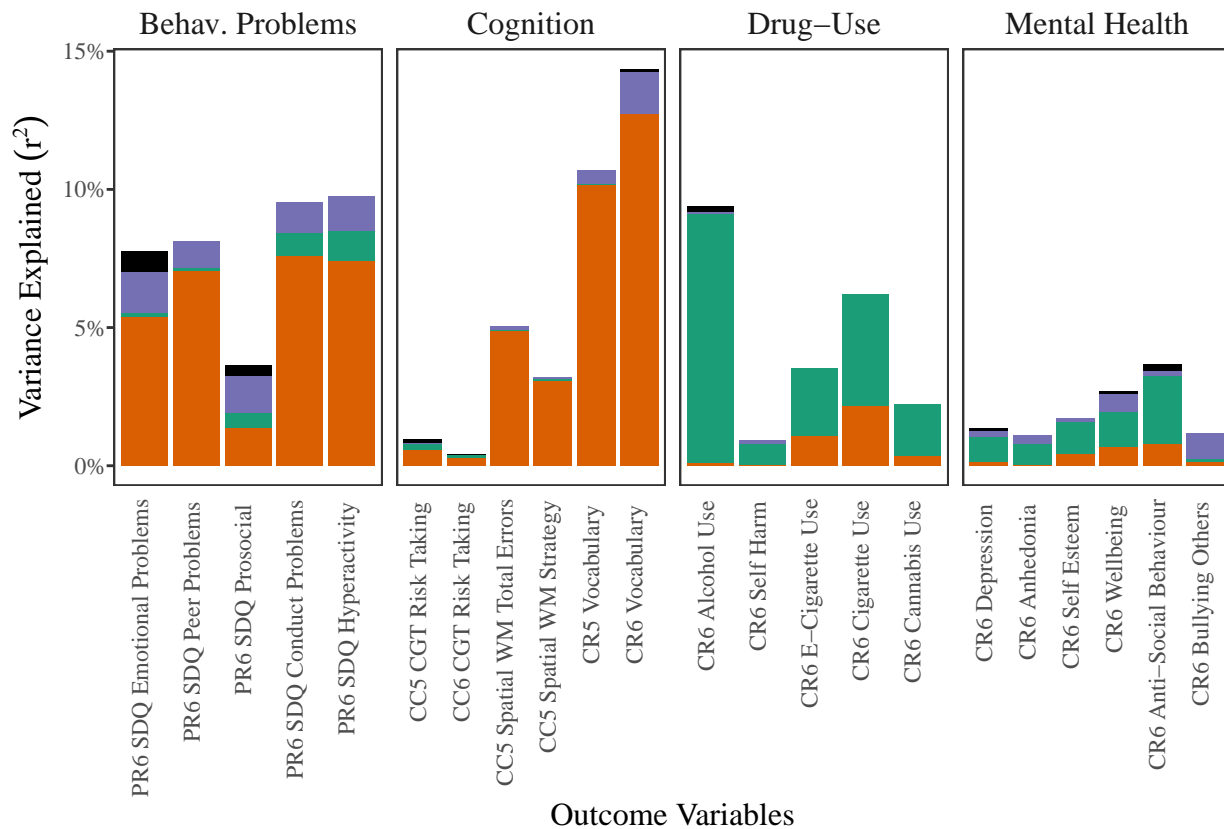 Behav. Problems
Cognition
Drug−Use
Mental Health
Variance Explained (r²)
15%
10%
5%
0%
PR6 SDQ Emotional Problems
PR6 SDQ Peer Problems
PR6 SDQ Prosocial
PR6 SDQ Conduct Problems
PR6 SDQ Hyperactivity
CC5 CGT Risk Taking
CC6 CGT Risk Taking
CC5 Spatial WM Total Errors
CC5 Spatial WM Strategy
CR5 Vocabulary
CR6 Vocabulary
CR6 Alcohol Use
CR6 Self Harm
CR6 E−Cigarette Use
CR6 Cigarette Use
CR6 Cannabis Use
CR6 Depression
CR6 Anhedonia
CR6 Self Esteem
CR6 Wellbeing
CR6 Anti−Social Behaviour
CR6 Bullying Others
Outcome Variables